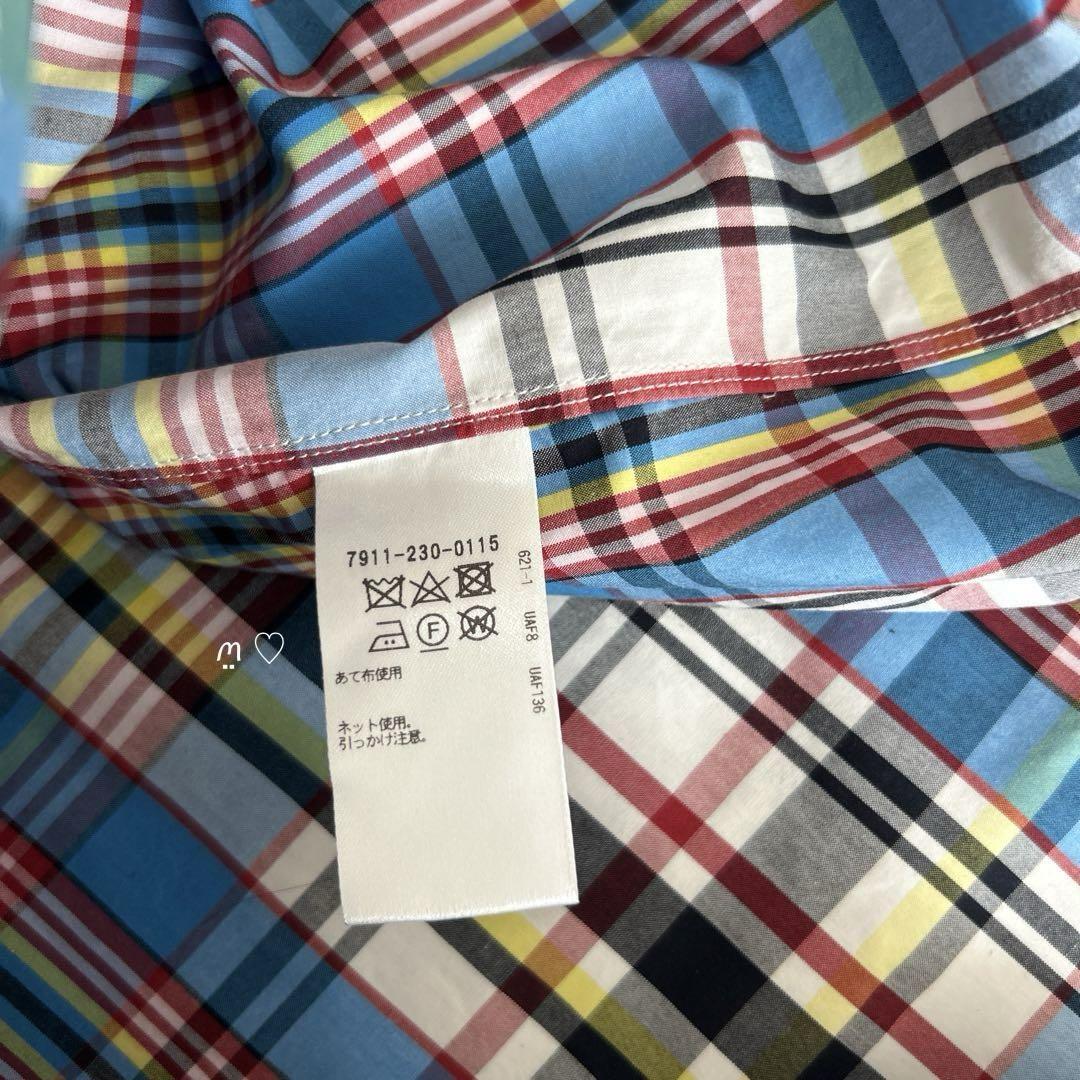 7911-230-0115
F
W
あて布使用
ネット使用。
引っかけ注意。
621-1 UAF8 UAF136